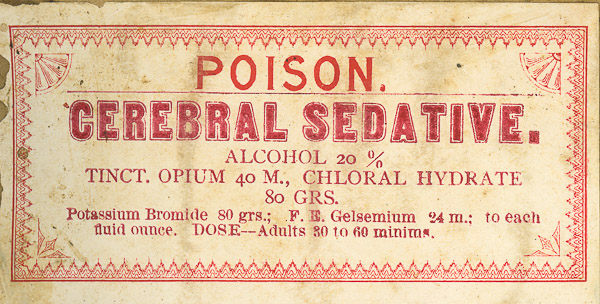 POISON.
CEREBRAL SEDATIVE.
ALCOHOL 20 %
TINCT. OPIUM 40 M., CHLORAL HYDRATE
80 GRS.
Potassium Bromide 80 grs.; F. E. Gelsemium 24 m.; to each
fluid ounce. DOSE--Adults 30 to 60 minims.